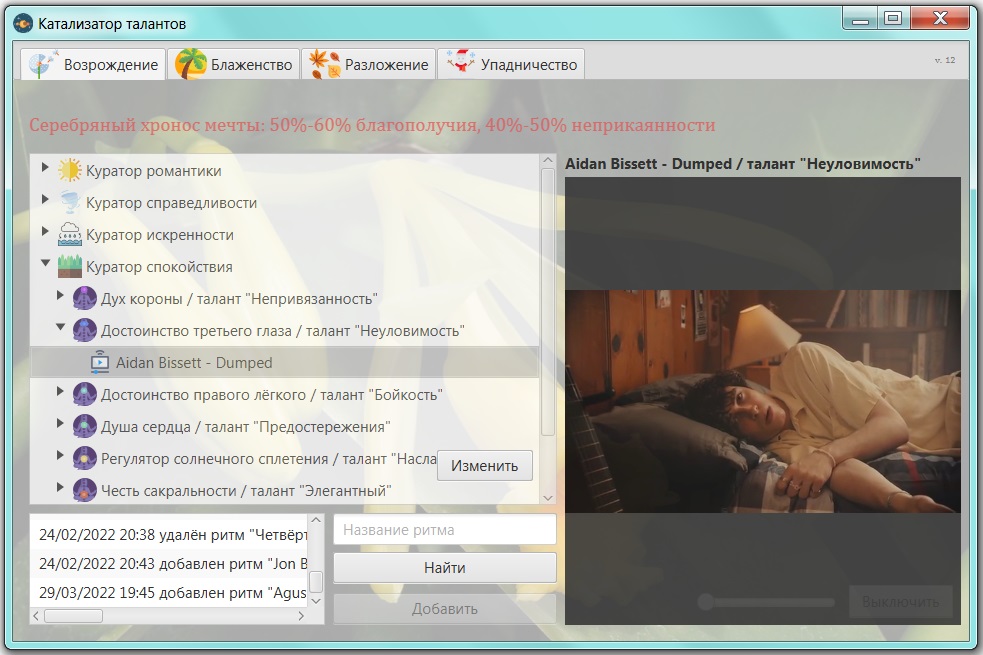 Катализатор талантов
Возрождение Блаженство Разложение Упадничество v. 12
Серебряный хронос мечты: 50%-60% благополучия, 40%-50% неприкаянности
Куратор романтики
Куратор справедливости
Куратор искренности
Куратор спокойствия
Дух короны / талант "Непривязанность"
Достоинство третьего глаза / талант "Неуловимость"
Aidan Bissett - Dumped
Достоинство правого лёгкого / талант "Бойкость"
Душа сердца / талант "Предостережения"
Регулятор солнечного сплетения / талант "Насла
Честь сакральности / талант "Элегантный"
Изменить
24/02/2022 20:38 удалён ритм "Четвёрт
24/02/2022 20:43 добавлен ритм "Jon B
29/03/2022 19:45 добавлен ритм "Agus
Название ритма
Найти
Добавить
Aidan Bissett - Dumped / талант "Неуловимость"
Выключить